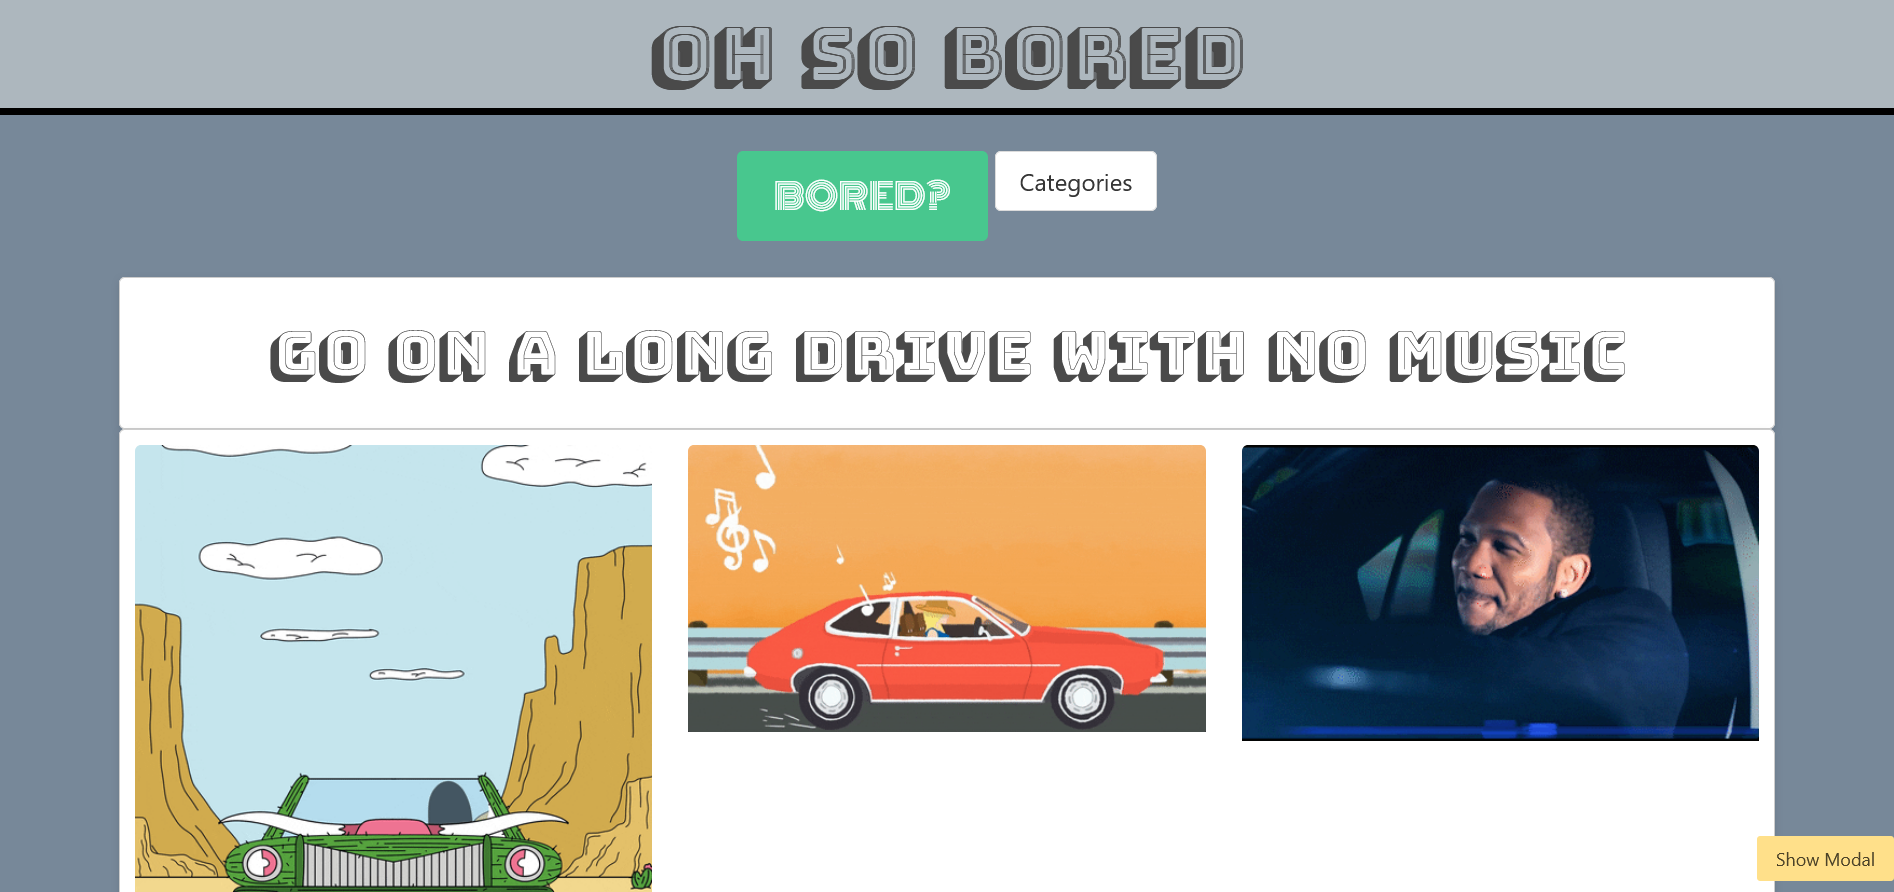 OH SO BORED
BORED?
Categories
GO ON A LONG DRIVE WITH NO MUSIC
Show Modal